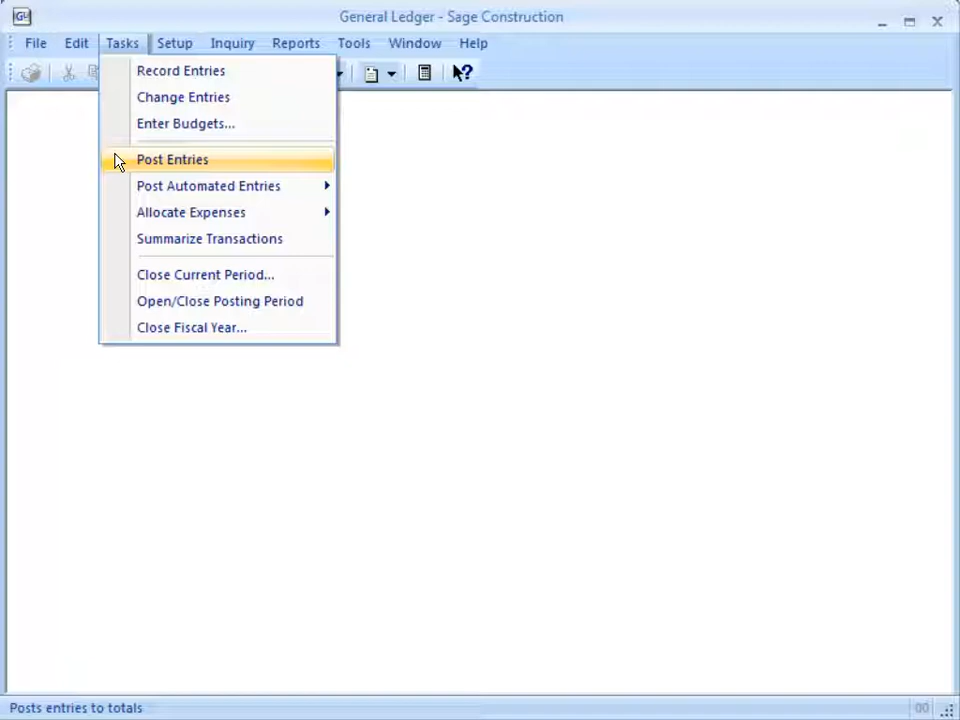 GL
General Ledger - Sage Construction
File Edit Tasks Setup Inquiry Reports Tools Window Help
Record Entries
Change Entries
Enter Budgets...
Post Entries
Post Automated Entries
Allocate Expenses
Summarize Transactions
Close Current Period...
Open/Close Posting Period
Close Fiscal Year...
Posts entries to totals
00